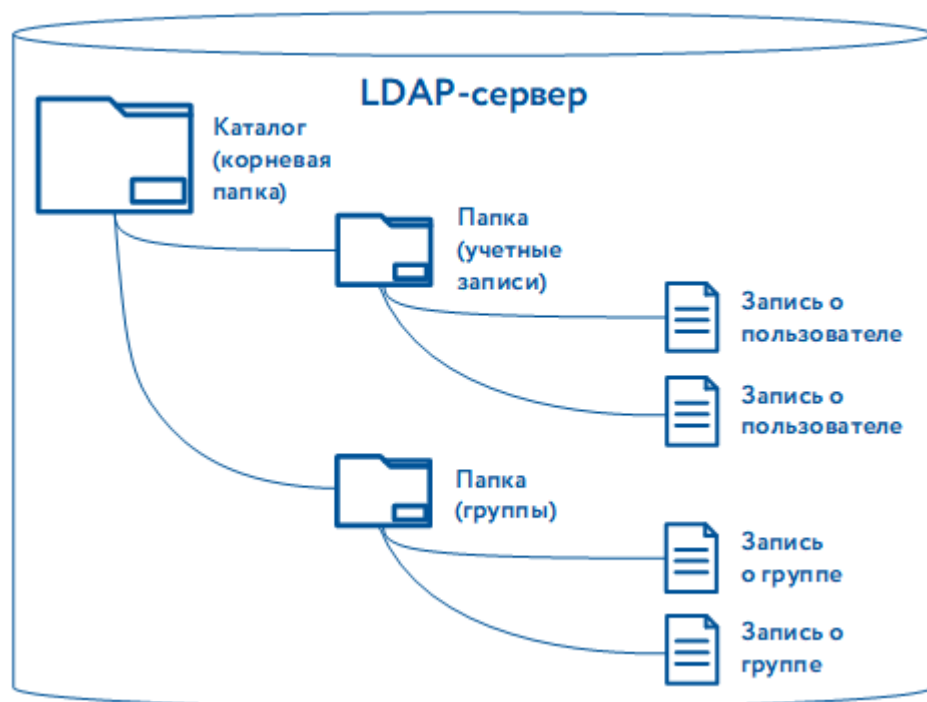 LDAP-сервер
Каталог
(корневая
папка)
Папка
(учетные
записи)
Запись о
пользователе
Запись о
пользователе
Папка
(группы)
Запись
о группе
Запись о
группе